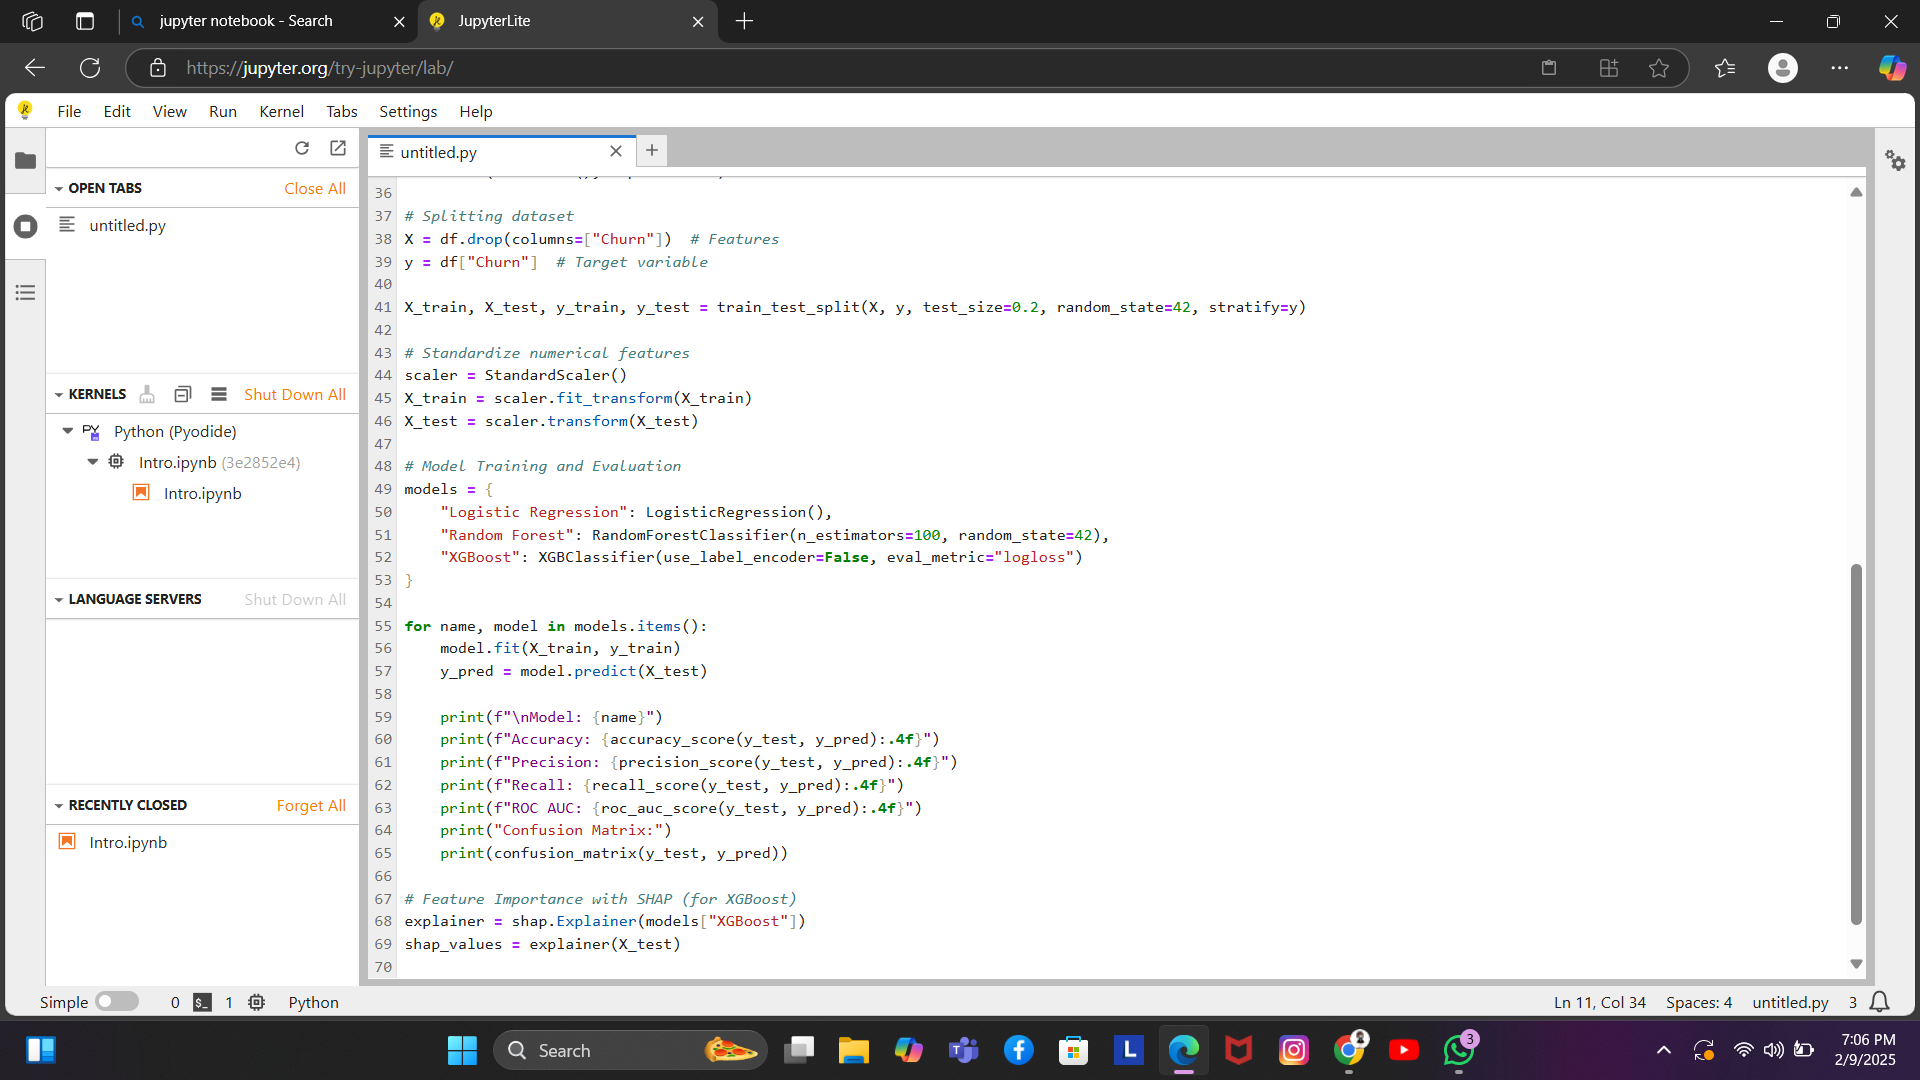 jupyter notebook - Search
JupyterLite
https://jupyter.org/try-jupyter/lab/
File Edit View Run Kernel Tabs Settings Help
OPEN TABS Close All
untitled.py
KERNELS Shut Down All
Python (Pyodide)
Intro.ipynb (3e2852e4)
Intro.ipynb
LANGUAGE SERVERS Shut Down All
RECENTLY CLOSED Forget All
Intro.ipynb
untitled.py
36
37 # Splitting dataset
38 X = df.drop(columns=["Churn"])  # Features
39 y = df["Churn"]  # Target variable
40
41 X_train, X_test, y_train, y_test = train_test_split(X, y, test_size=0.2, random_state=42, stratify=y)
42
43 # Standardize numerical features
44 scaler = StandardScaler()
45 X_train = scaler.fit_transform(X_train)
46 X_test = scaler.transform(X_test)
47
48 # Model Training and Evaluation
49 models = {
50     "Logistic Regression": LogisticRegression(),
51     "Random Forest": RandomForestClassifier(n_estimators=100, random_state=42),
52     "XGBoost": XGBClassifier(use_label_encoder=False, eval_metric="logloss")
53 }
54
55 for name, model in models.items():
56     model.fit(X_train, y_train)
57     y_pred = model.predict(X_test)
58
59     print(f"\nModel: {name}")
60     print(f"Accuracy: {accuracy_score(y_test, y_pred):.4f}")
61     print(f"Precision: {precision_score(y_test, y_pred):.4f}")
62     print(f"Recall: {recall_score(y_test, y_pred):.4f}")
63     print(f"ROC AUC: {roc_auc_score(y_test, y_pred):.4f}")
64     print("Confusion Matrix:")
65     print(confusion_matrix(y_test, y_pred))
66
67 # Feature Importance with SHAP (for XGBoost)
68 explainer = shap.Explainer(models["XGBoost"])
69 shap_values = explainer(X_test)
70
Simple 0 $_ 1 Python Ln 11, Col 34 Spaces: 4 untitled.py 3
Search
L
3
7:06 PM
2/9/2025